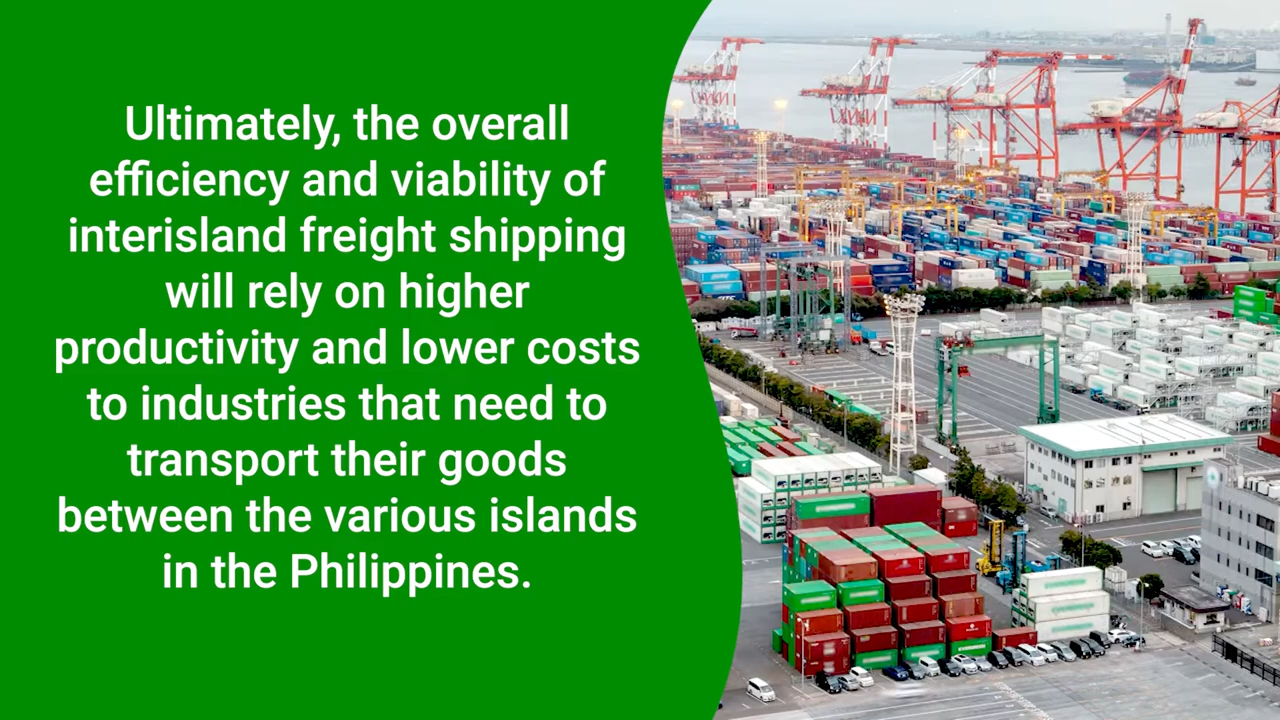 Ultimately, the overall
efficiency and viability of
interisland freight shipping
will rely on higher
productivity and lower costs
to industries that need to
transport their goods
between the various islands
in the Philippines.